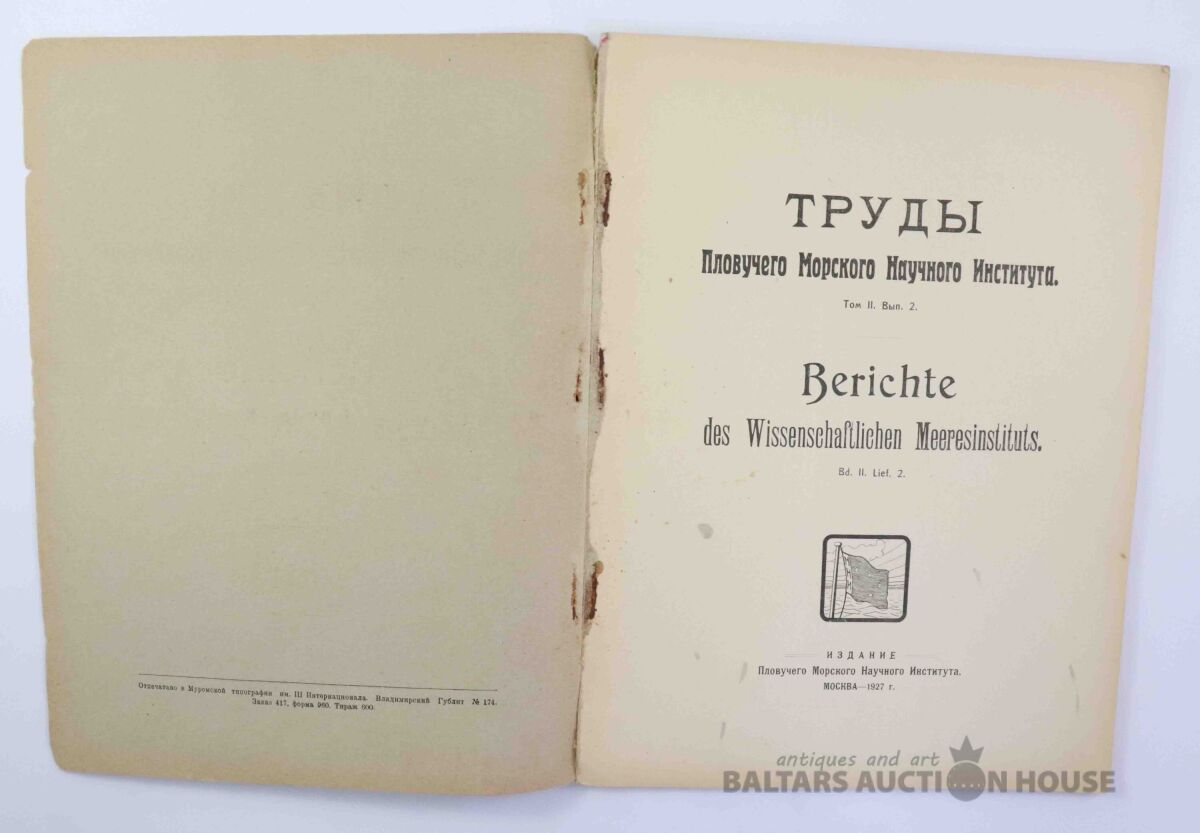 Отпечатано в Муромской типографии им. III Интернационала. Владимирский Гублит № 174.
Заказ 417, форма 960. Тираж 600.
ТРУДЫ
Пловучего Морского Научного Института.
Том II. Вып. 2.
Berichte
des Wissenschaftlichen Meeresinstituts.
Bd. II. Lief. 2.
ИЗДАНИЕ
Пловучего Морского Научного Института.
МОСКВА—1927 г.
antiques and art
BALTARS AUCTION HOUSE